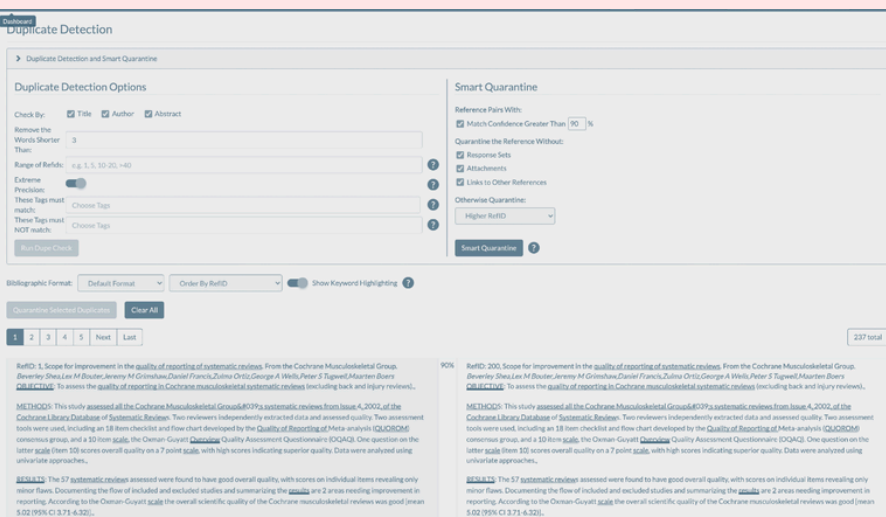 Dashboard
Duplicate Detection
Duplicate Detection and Smart Quarantine
Duplicate Detection Options
Check By: Title Author Abstract
Remove the
Words Shorter
Than:
3
Range of Refids: e.g. 1, 5, 10-20, >40
Extreme
Precision:
These Tags must
match:
Choose Tags
These Tags must
NOT match:
Choose Tags
Run Dupe Check
Smart Quarantine
Reference Pairs With:
Match Confidence Greater Than 90 %
Quarantine the Reference Without:
Response Sets
Attachments
Links to Other References
Otherwise Quarantine:
Higher RefID
Smart Quarantine ?
Bibliographic Format: Default Format Order By RefID Show Keyword Highlighting ?
Quarantine Selected Duplicates Clear All
1 2 3 4 5 Next Last
237 total
RefID: 1, Scope for improvement in the quality of reporting of systematic reviews. From the Cochrane Musculoskeletal Group.
Beverley Shea,Lex M Bouter,Jeremy M Grimshaw,Daniel Francis,Zulma Ortiz,George A Wells,Peter S Tugwell,Maarten Boers
OBJECTIVE: To assess the quality of reporting in Cochrane musculoskeletal systematic reviews (excluding back and injury reviews).,
METHODS: This study assessed all the Cochrane Musculoskeletal Group&#039;s systematic reviews from Issue 4, 2002, of the
Cochrane Library Database of Systematic Reviews. Two reviewers independently extracted data and assessed quality. Two assessment
tools were used, including an 18 item checklist and flow chart developed by the Quality of Reporting of Meta-analysis (QUOROM)
consensus group, and a 10 item scale, the Oxman-Guyatt Overview Quality Assessment Questionnaire (OQAQ). One question on the
latter scale (item 10) scores overall quality on a 7 point scale, with high scores indicating superior quality. Data were analyzed using
univariate approaches.,
RESULTS: The 57 systematic reviews assessed were found to have good overall quality, with scores on individual items revealing only
minor flaws. Documenting the flow of included and excluded studies and summarizing the results are 2 areas needing improvement in
reporting. According to the Oxman-Guyatt scale the overall scientific quality of the Cochrane musculoskeletal reviews was good [mean
5.02 (95% CI 3.71-6.32)].,
90%
RefID: 200, Scope for improvement in the quality of reporting of systematic reviews. From the Cochrane Musculoskeletal Group.
Beverley Shea,Lex M Bouter,Jeremy M Grimshaw,Daniel Francis,Zulma Ortiz,George A Wells,Peter S Tugwell,Maarten Boers
OBJECTIVE: To assess the quality of reporting in Cochrane musculoskeletal systematic reviews (excluding back and injury reviews).,
METHODS: This study assessed all the Cochrane Musculoskeletal Group&#039;s systematic reviews from Issue 4, 2002, of the
Cochrane Library Database of Systematic Reviews. Two reviewers independently extracted data and assessed quality. Two assessment
tools were used, including an 18 item checklist and flow chart developed by the Quality of Reporting of Meta-analysis (QUOROM)
consensus group, and a 10 item scale, the Oxman-Guyatt Overview Quality Assessment Questionnaire (OQAQ). One question on the
latter scale (item 10) scores overall quality on a 7 point scale, with high scores indicating superior quality. Data were analyzed using
univariate approaches.,
RESULTS: The 57 systematic reviews assessed were found to have good overall quality, with scores on individual items revealing only
minor flaws. Documenting the flow of included and excluded studies and summarizing the results are 2 areas needing improvement in
reporting. According to the Oxman-Guyatt scale the overall scientific quality of the Cochrane musculoskeletal reviews was good [mean
5.02 (95% CI 3.71-6.32)].,